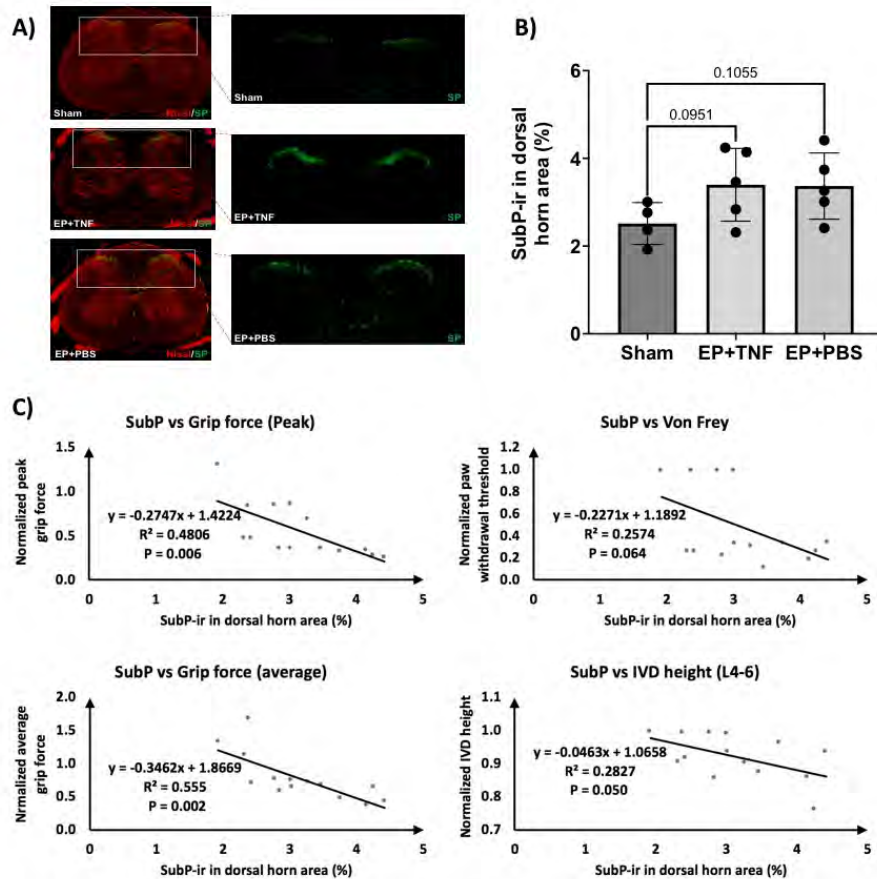 A)
Sham
Nissl/SP
Sham
SP
EP+TNF
Nissl/SP
EP+TNF
SP
EP+PBS
Nissl/SP
EP+PBS
SP
B)
SubP-ir in dorsal
horn area (%)
6
4
2
0
0.1055
0.0951
Sham
EP+TNF
EP+PBS
C)
SubP vs Grip force (Peak)
Normalized peak
grip force
1.5
1.0
0.5
0.0
y = -0.2747x + 1.4224
R² = 0.4806
P = 0.006
0 1 2 3 4 5
SubP-ir in dorsal horn area (%)
SubP vs Von Frey
Normalized paw
withdrawal threshold
1.2
1.0
0.8
0.6
0.4
0.2
0.0
y = -0.2271x + 1.1892
R² = 0.2574
P = 0.064
0 1 2 3 4 5
SubP-ir in dorsal horn area (%)
SubP vs Grip force (average)
Nrmalized average
grip force
2.0
1.5
1.0
0.5
0.0
y = -0.3462x + 1.8669
R² = 0.555
P = 0.002
0 1 2 3 4 5
SubP-ir in dorsal horn area (%)
SubP vs IVD height (L4-6)
Normalized IVD height
1.1
1.0
0.9
0.8
0.7
y = -0.0463x + 1.0658
R² = 0.2827
P = 0.050
0 1 2 3 4 5
SubP-ir in dorsal horn area (%)